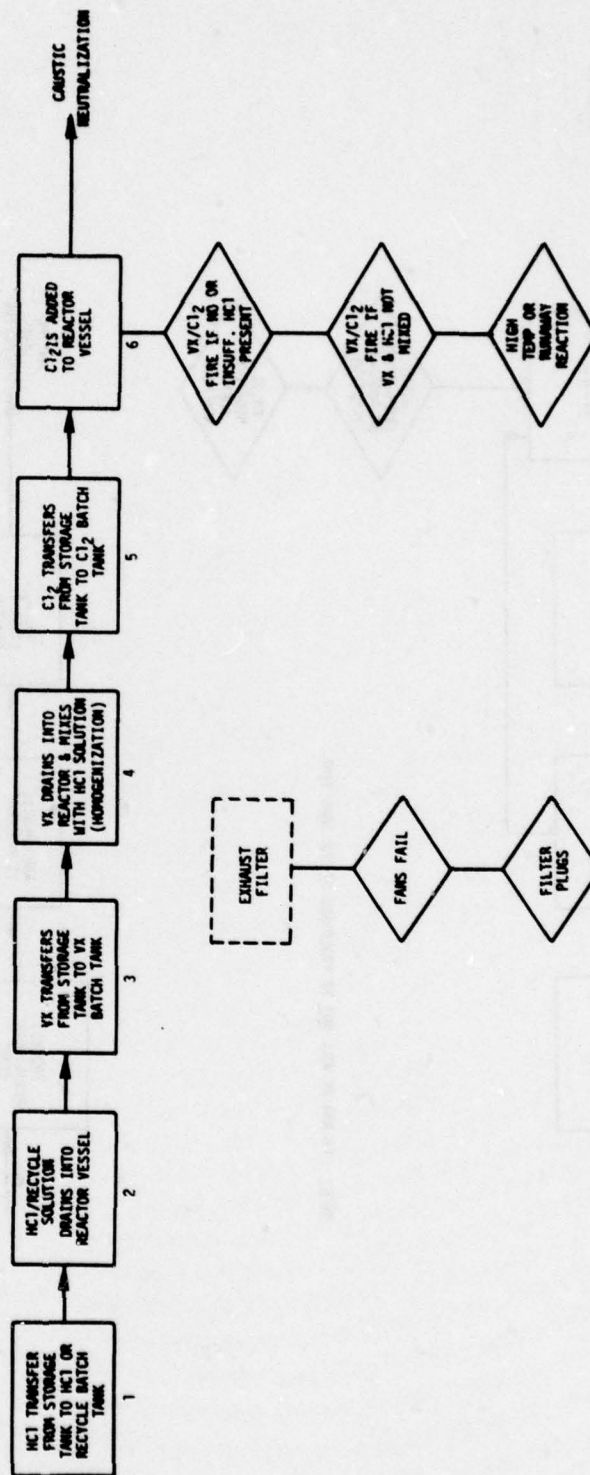 HCl TRANSFER
FROM STORAGE
TANK TO HCl OR
RECYCLE BATCH
TANK
1
HCl/RECYCLE
SOLUTION
DRAINS INTO
REACTOR VESSEL
2
VX TRANSFERS
FROM STORAGE
TANK TO VX
BATCH TANK
3
VX DRAINS INTO
REACTOR & MIXES
WITH HCl SOLUTION
(HOMOGENIZATION)
4
Cl2 TRANSFERS
FROM STORAGE
TANK TO Cl2 BATCH
TANK
5
Cl2 IS ADDED
TO REACTOR
VESSEL
6
CAUSTIC
NEUTRALIZATION
EXHAUST
FILTER
FANS FAIL
FILTER
PLUGS
VX/Cl2
FIRE IF NO OR
INSUFF. HCl
PRESENT
VX/Cl2
FIRE IF
VX & HCl NOT
MIXED
HIGH
TEMP OR
RUNAWAY
REACTION